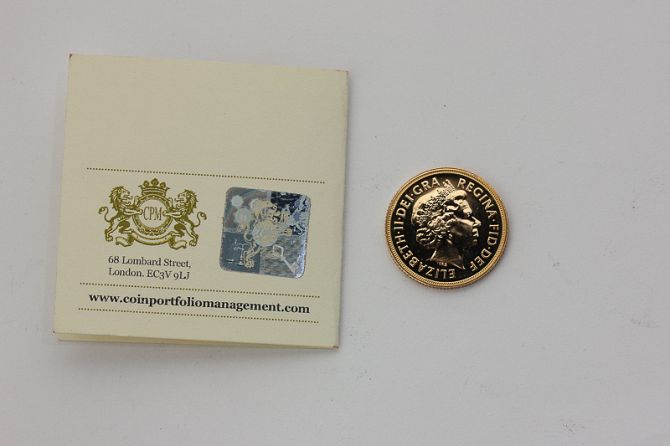 CPM
68 Lombard Street,
London. EC3V 9LJ
www.coinportfoliomanagement.com
ELIZABETH·II·DEI·GRA REGINA·FID·DEF